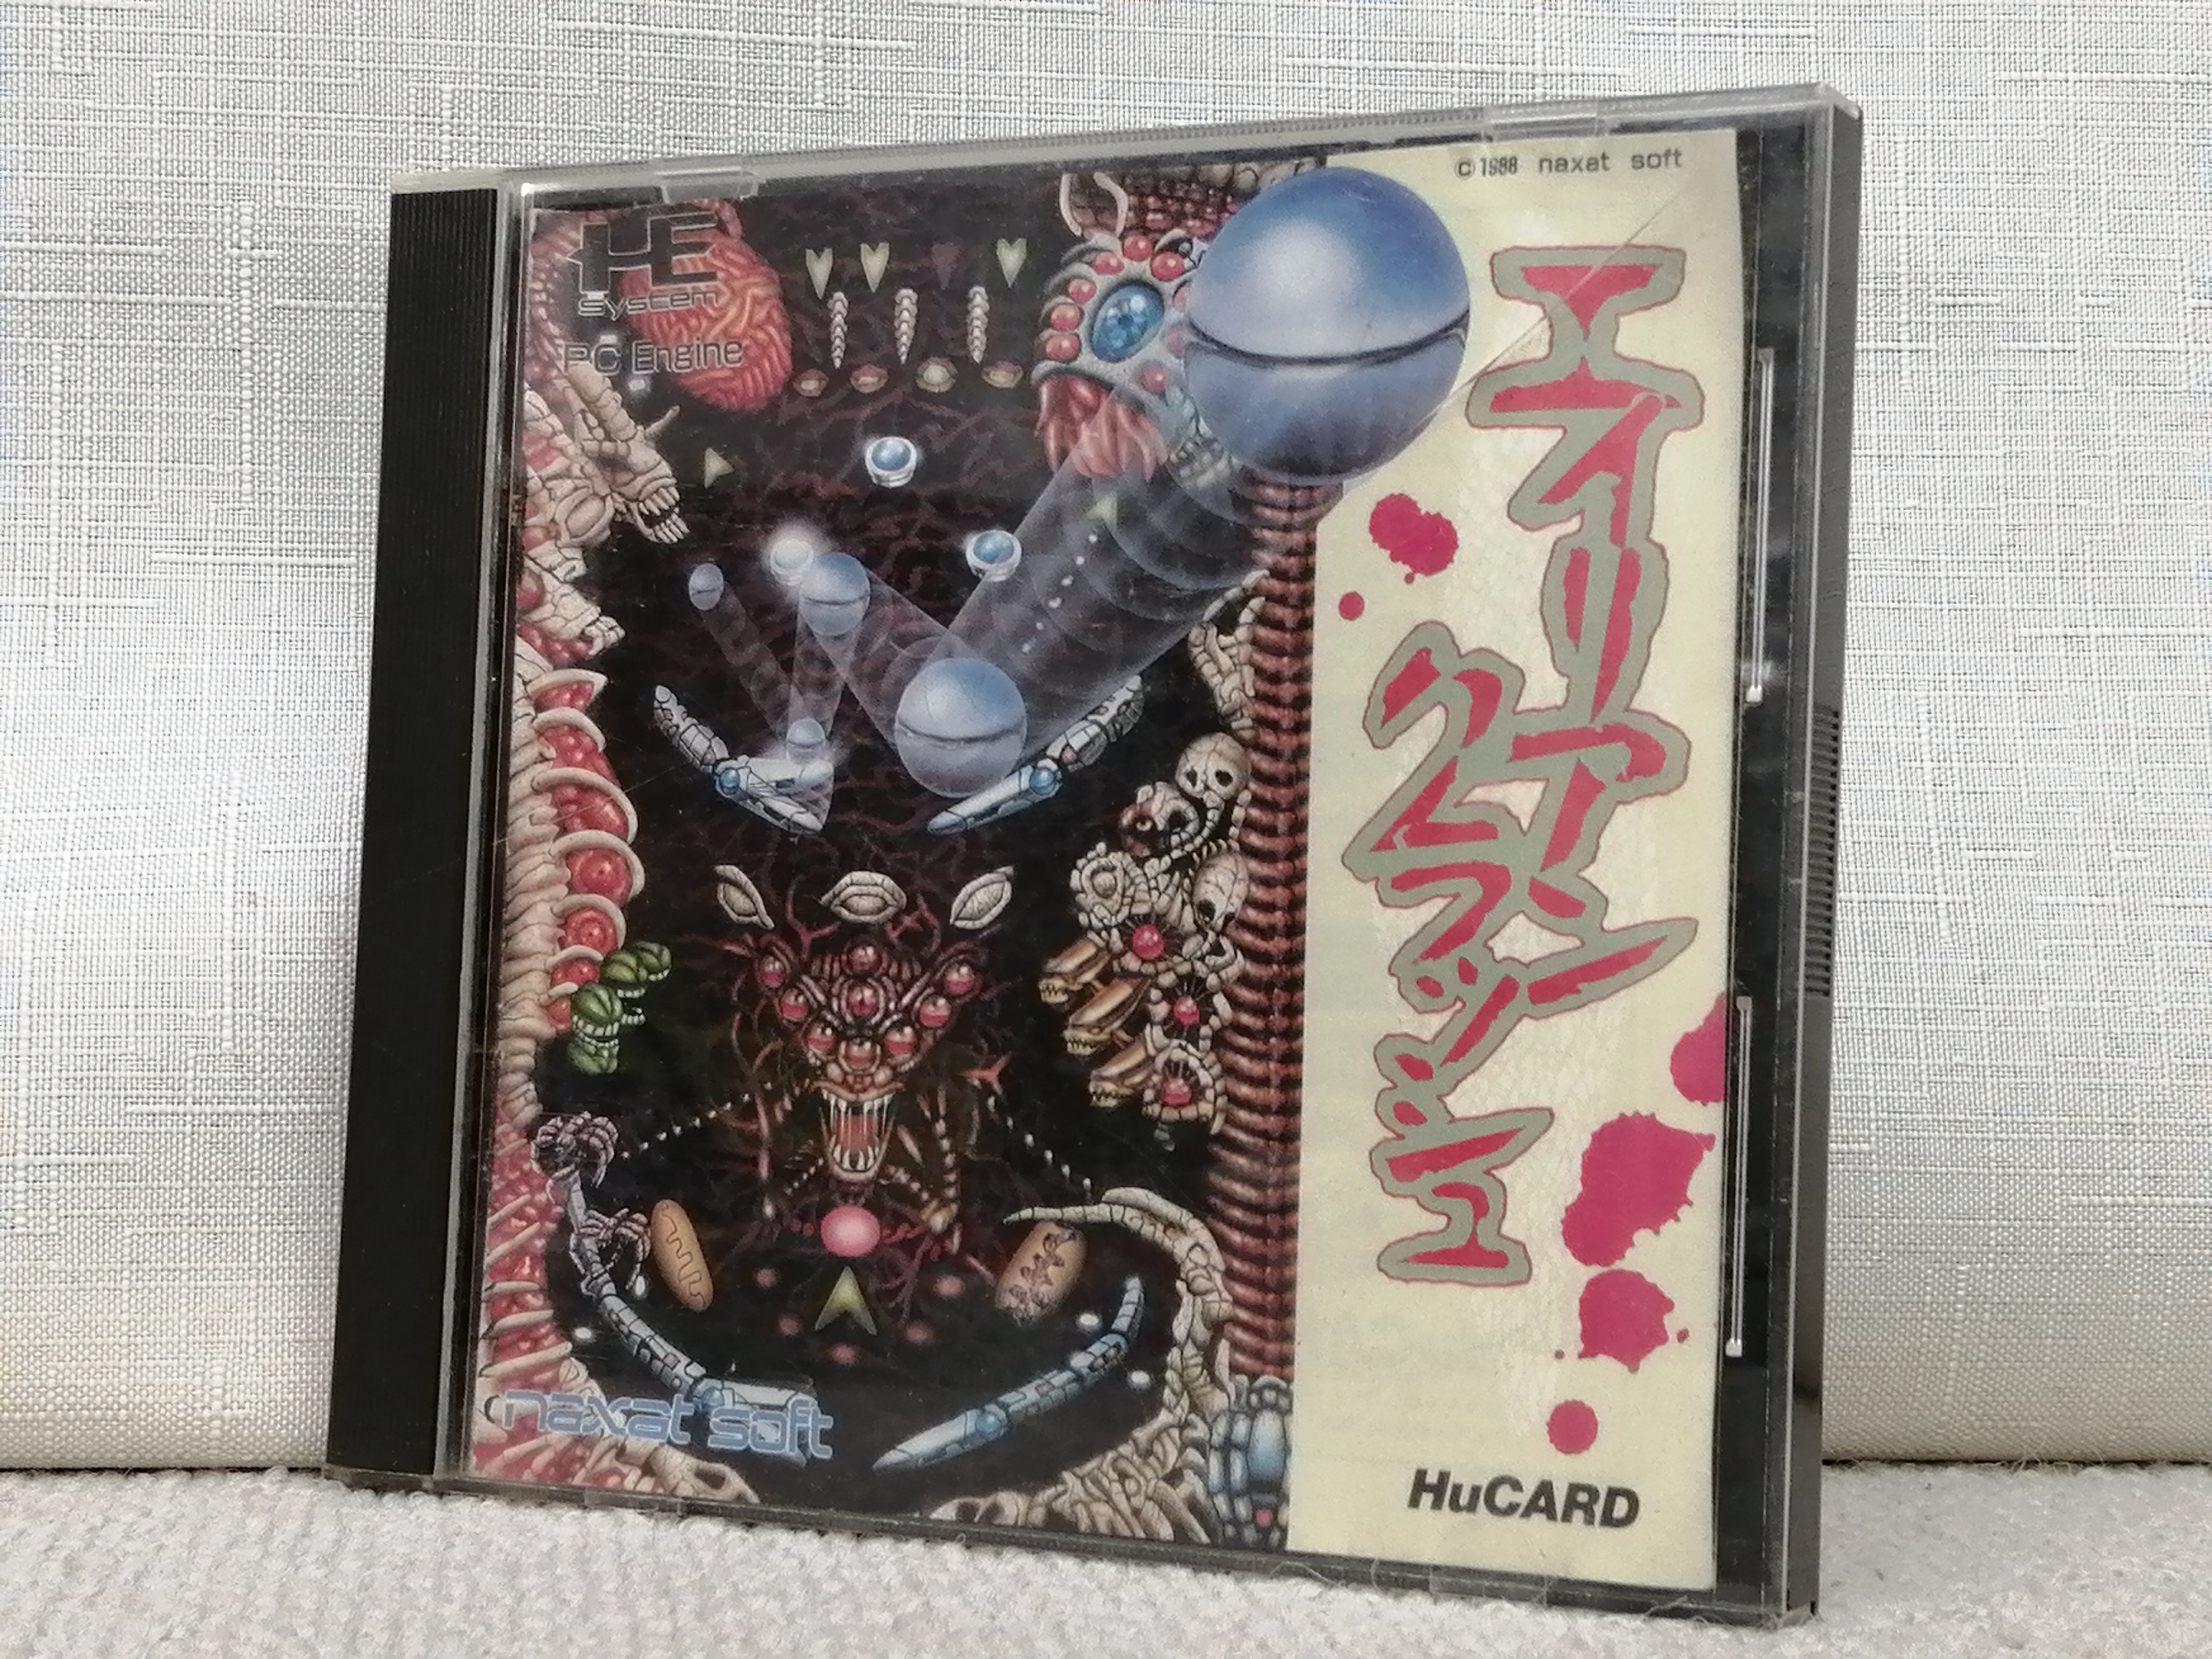 PE
system
PC Engine
©1988 naxat soft
エイリアン
クラッシュ
naxat soft
HuCARD